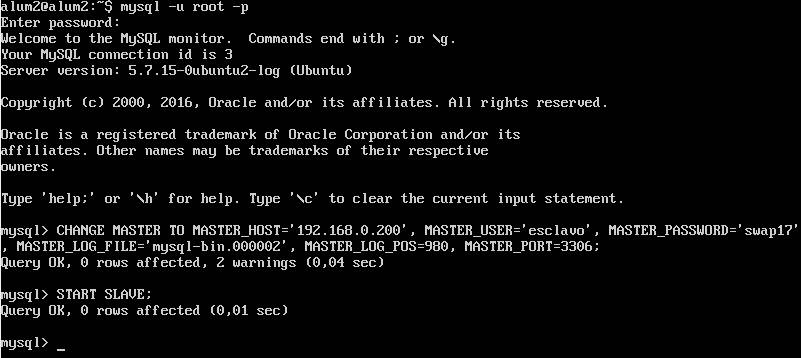 alum2@alum2:~$ mysql -u root -p
Enter password:
Welcome to the MySQL monitor.  Commands end with ; or \g.
Your MySQL connection id is 3
Server version: 5.7.15-0ubuntu2-log (Ubuntu)

Copyright (c) 2000, 2016, Oracle and/or its affiliates. All rights reserved.

Oracle is a registered trademark of Oracle Corporation and/or its
affiliates. Other names may be trademarks of their respective
owners.

Type 'help;' or '\h' for help. Type '\c' to clear the current input statement.

mysql> CHANGE MASTER TO MASTER_HOST='192.168.0.200', MASTER_USER='esclavo', MASTER_PASSWORD='swap17'
, MASTER_LOG_FILE='mysql-bin.000002', MASTER_LOG_POS=980, MASTER_PORT=3306;
Query OK, 0 rows affected, 2 warnings (0,04 sec)

mysql> START SLAVE;
Query OK, 0 rows affected (0,01 sec)

mysql> _